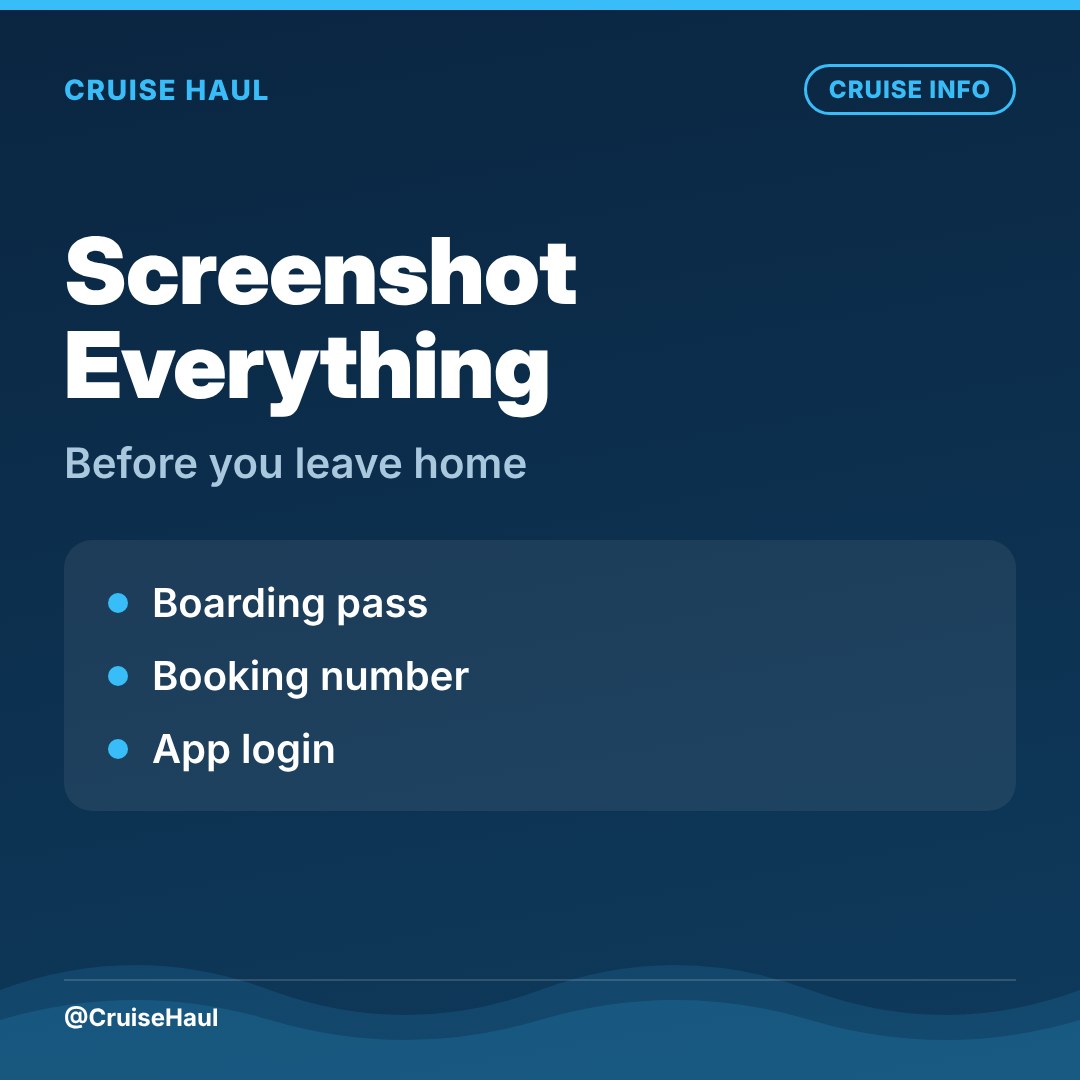 CRUISE HAUL
CRUISE INFO
Screenshot
Everything
Before you leave home
Boarding pass
Booking number
App login
@CruiseHaul